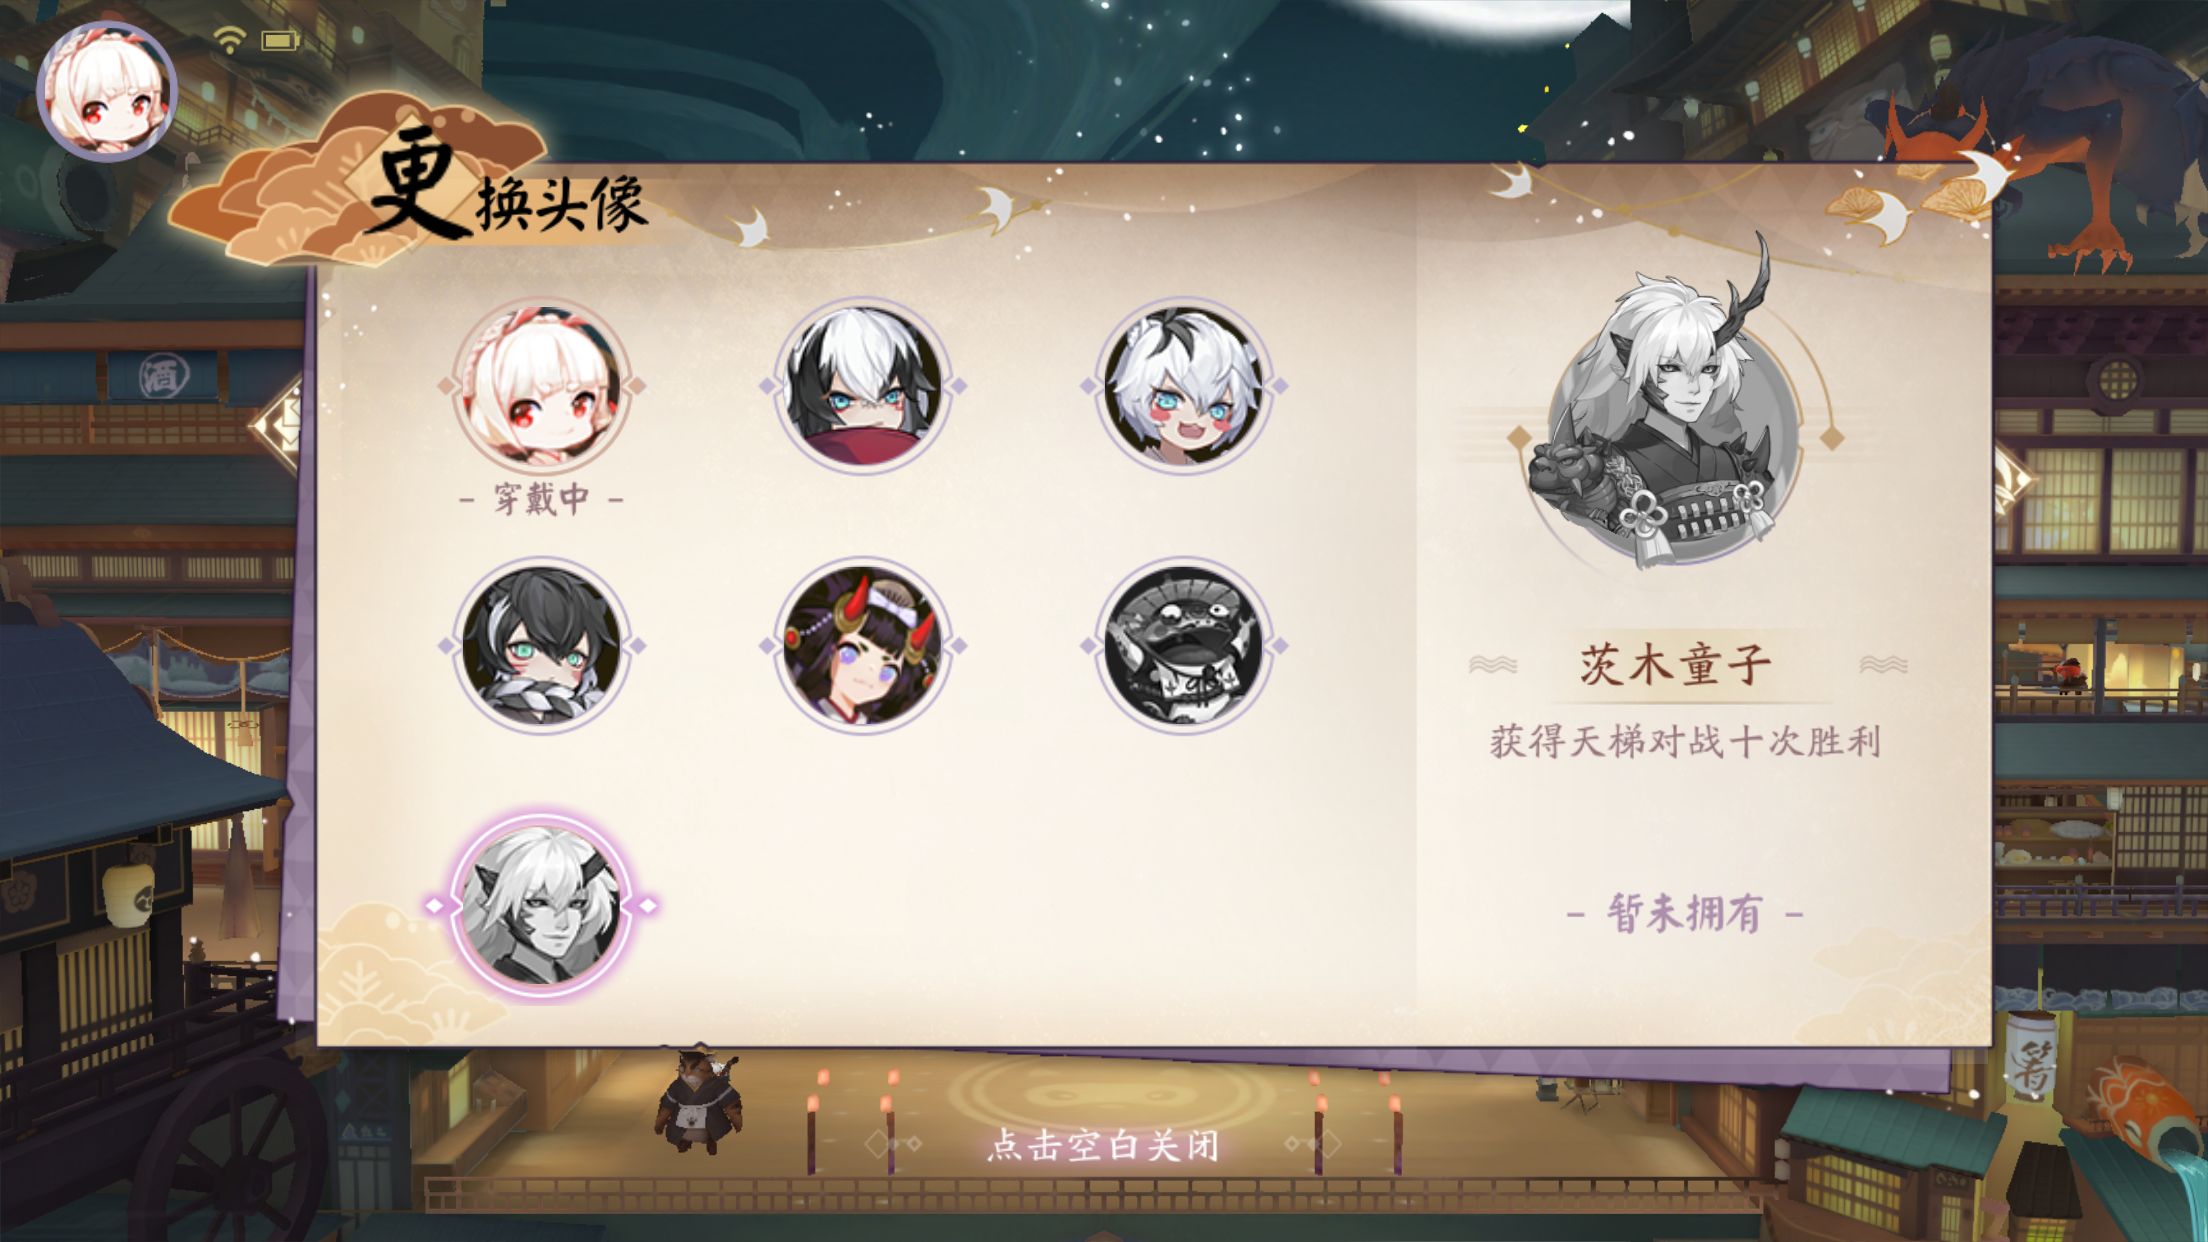 更换头像
酒
- 穿戴中 -
茨木童子
获得天梯对战十次胜利
- 暂未拥有 -
点击空白关闭